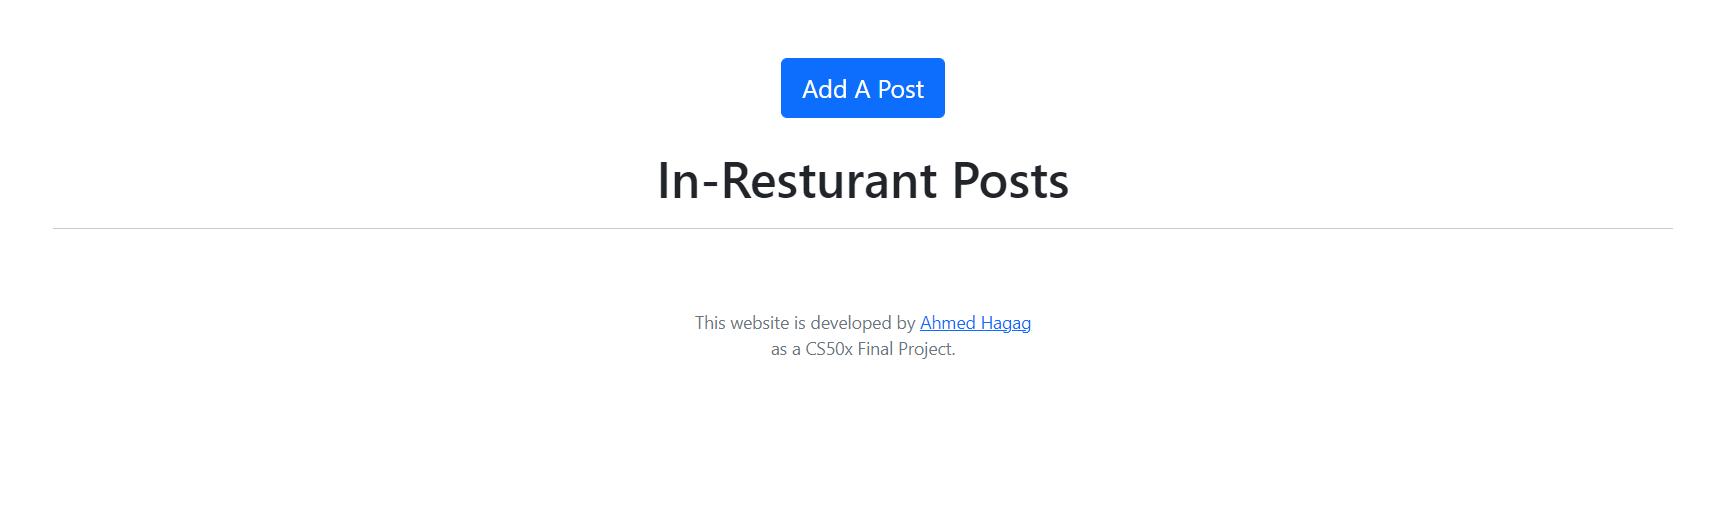 Add A Post
In-Resturant Posts
This website is developed by Ahmed Hagag
as a CS50x Final Project.